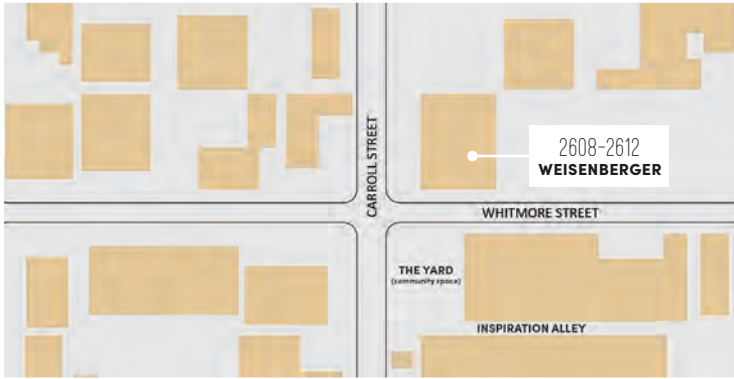 CARROLL STREET
2608-2612
WEISENBERGER
WHITMORE STREET
THE YARD
(community space)
INSPIRATION ALLEY